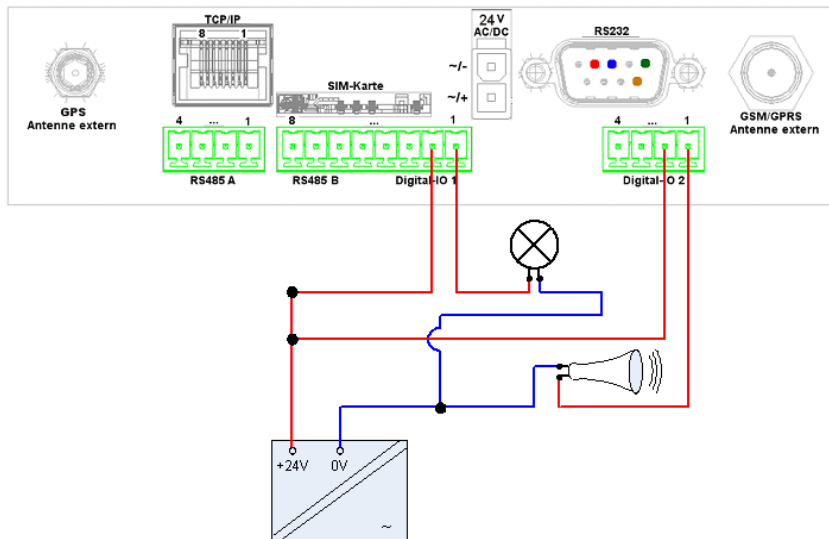 TCP/IP
8 1
24 V
AC/DC
RS232
~/-
~/+
SIM-Karte
GPS
Antenne extern
GSM/GPRS
Antenne extern
4 ... 1
8 ... 1
4 ... 1
RS485 A
RS485 B
Digital-IO 1
Digital-IO 2
+24V
0V
~